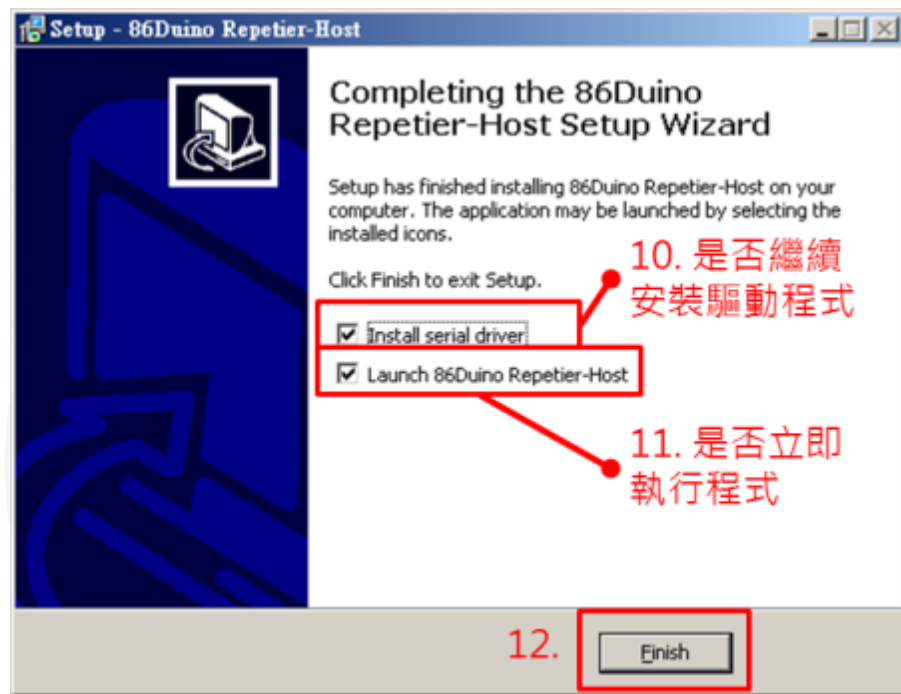 Setup - 86Duino Repetier-Host
Completing the 86Duino
Repetier-Host Setup Wizard
Setup has finished installing 86Duino Repetier-Host on your
computer. The application may be launched by selecting the
installed icons.
Click Finish to exit Setup.
10. 是否繼續
安裝驅動程式
Install serial driver
Launch 86Duino Repetier-Host
11. 是否立即
執行程式
12.
Finish